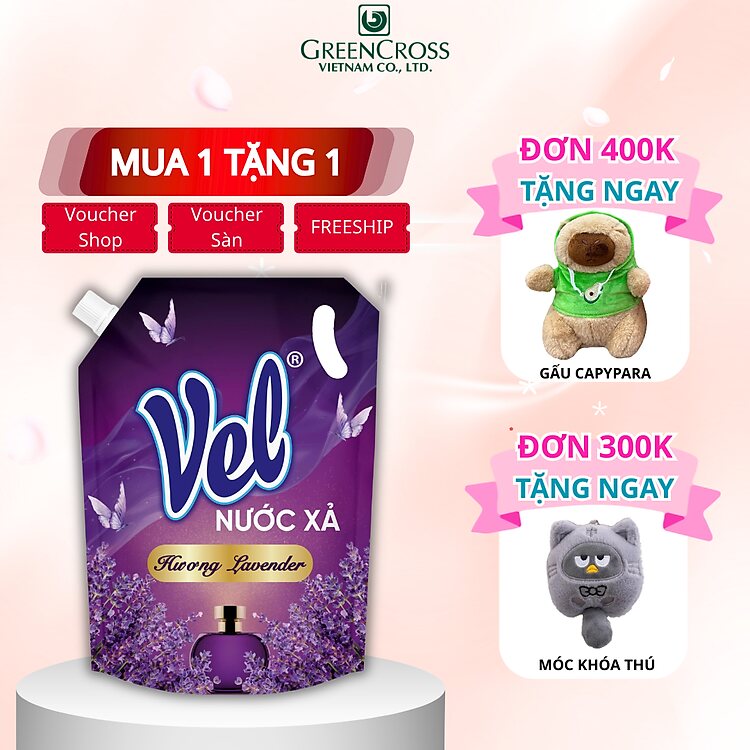 GREENCROSS
VIETNAM CO., LTD.
MUA 1 TẶNG 1
Voucher
Shop
Voucher
Sàn
FREESHIP
Vel®
NƯỚC XẢ
Hương Lavender
ĐƠN 400K
TẶNG NGAY
GẤU CAPYPARA
ĐƠN 300K
TẶNG NGAY
MÓC KHÓA THÚ